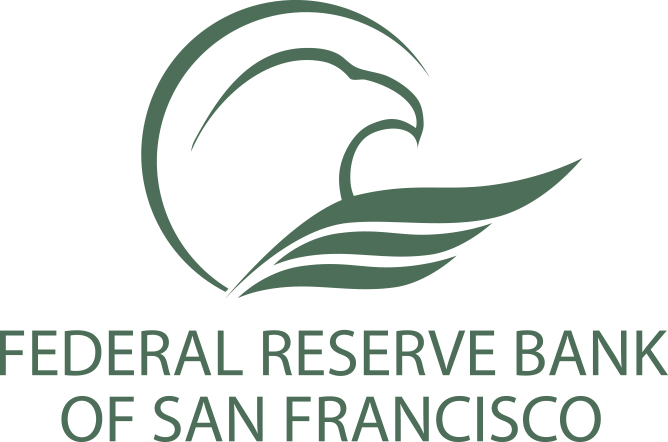 FEDERAL RESERVE BANK
OF SAN FRANCISCO